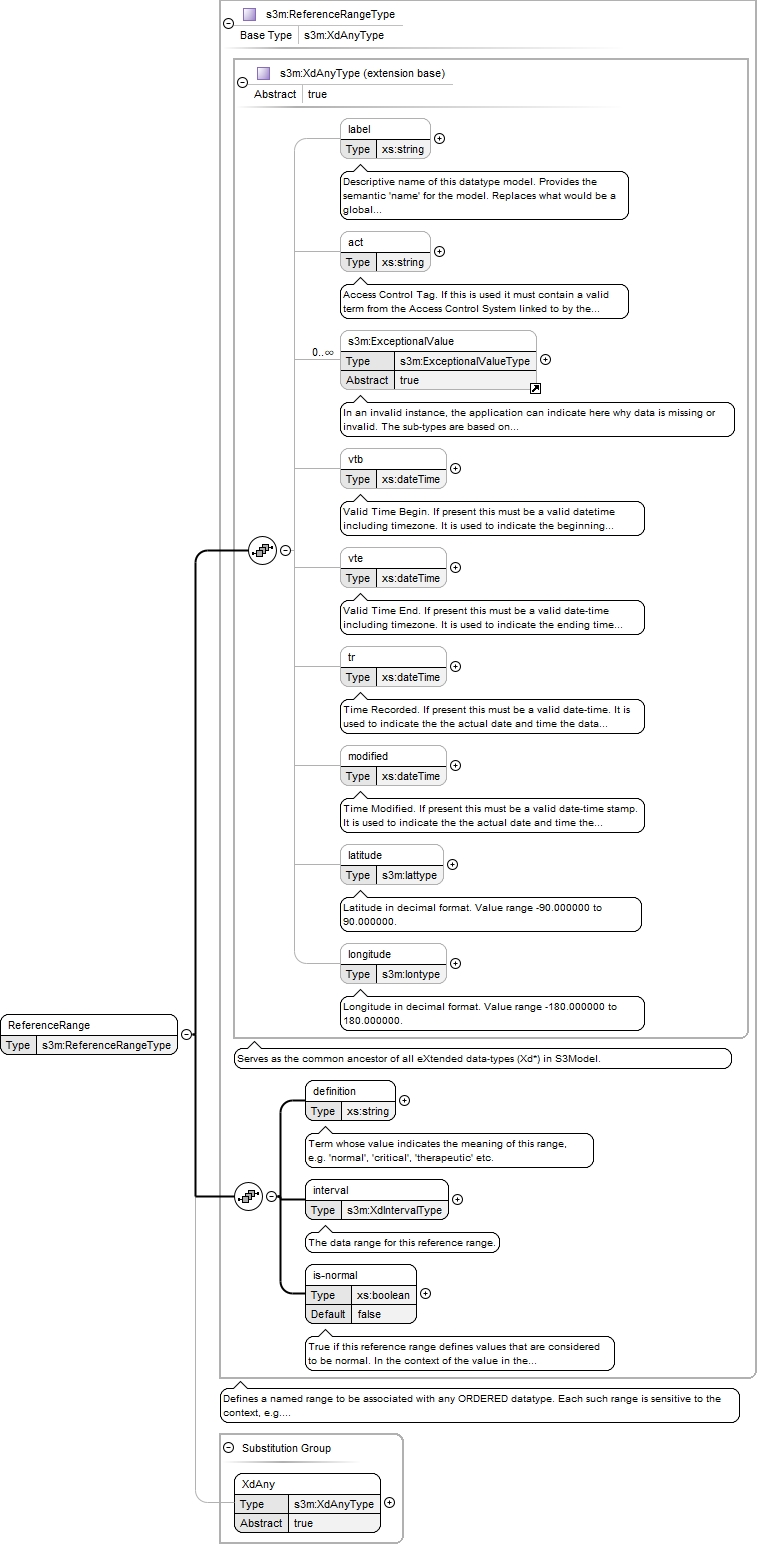 s3m:ReferenceRangeType
Base Type s3m:XdAnyType
s3m:XdAnyType (extension base)
Abstract true
label
Type xs:string
Descriptive name of this datatype model. Provides the
semantic 'name' for the model. Replaces what would be a
global...
act
Type xs:string
Access Control Tag. If this is used it must contain a valid
term from the Access Control System linked to by the...
0..∞
s3m:ExceptionalValue
Type s3m:ExceptionalValueType
Abstract true
In an invalid instance, the application can indicate here why data is missing or
invalid. The sub-types are based on...
vtb
Type xs:dateTime
Valid Time Begin. If present this must be a valid datetime
including timezone. It is used to indicate the beginning...
vte
Type xs:dateTime
Valid Time End. If present this must be a valid date-time
including timezone. It is used to indicate the ending time...
tr
Type xs:dateTime
Time Recorded. If present this must be a valid date-time. It is
used to indicate the the actual date and time the data...
modified
Type xs:dateTime
Time Modified. If present this must be a valid date-time stamp.
It is used to indicate the the actual date and time the...
latitude
Type s3m:lattype
Latitude in decimal format. Value range -90.000000 to
90.000000.
longitude
Type s3m:lontype
Longitude in decimal format. Value range -180.000000 to
180.000000.
ReferenceRange
Type s3m:ReferenceRangeType
Serves as the common ancestor of all eXtended data-types (Xd*) in S3Model.
definition
Type xs:string
Term whose value indicates the meaning of this range,
e.g. 'normal', 'critical', 'therapeutic' etc.
interval
Type s3m:XdIntervalType
The data range for this reference range.
is-normal
Type xs:boolean
Default false
True if this reference range defines values that are considered
to be normal. In the context of the value in the...
Defines a named range to be associated with any ORDERED datatype. Each such range is sensitive to the
context, e.g....
Substitution Group
XdAny
Type s3m:XdAnyType
Abstract true